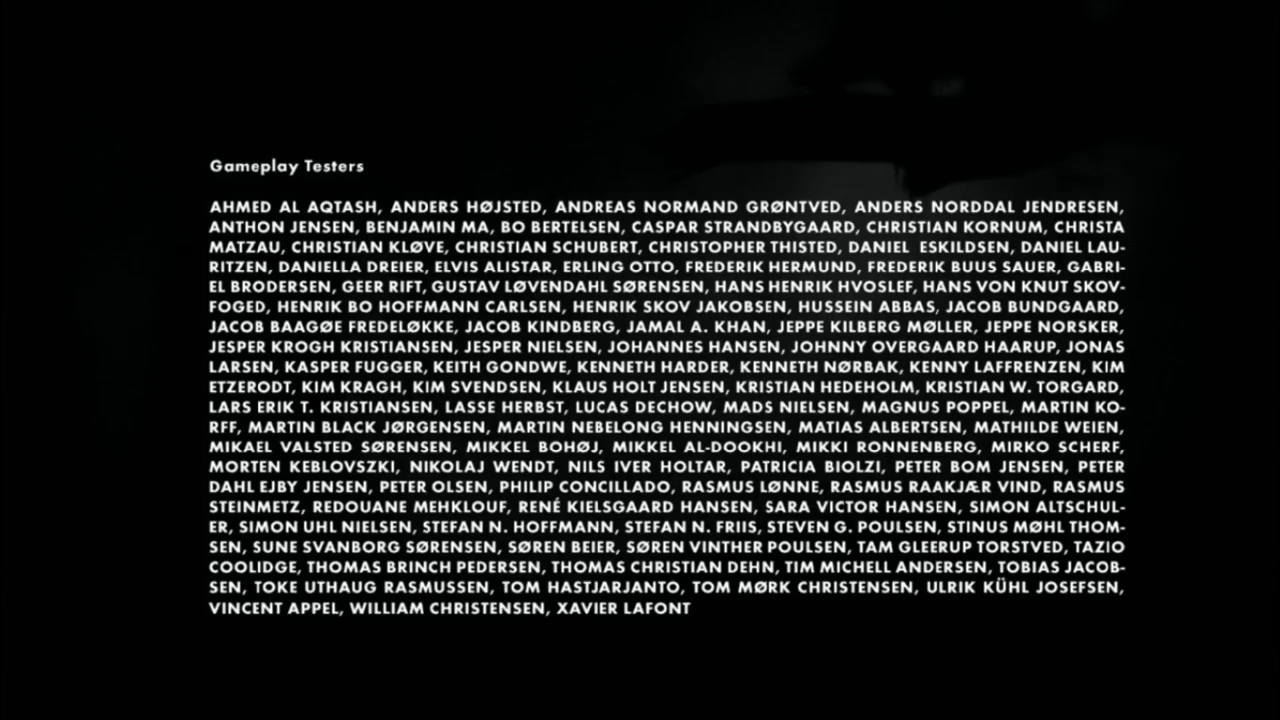 Gameplay Testers
AHMED AL AQTASH, ANDERS HØJSTED, ANDREAS NORMAND GRØNTVED, ANDERS NORDDAL JENDRESEN,
ANTHON JENSEN, BENJAMIN MA, BO BERTELSEN, CASPAR STRANDBYGAARD, CHRISTIAN KORNUM, CHRISTA
MATZAU, CHRISTIAN KLØVE, CHRISTIAN SCHUBERT, CHRISTOPHER THISTED, DANIEL ESKILDSEN, DANIEL LAU-
RITZEN, DANIELLA DREIER, ELVIS ALISTAR, ERLING OTTO, FREDERIK HERMUND, FREDERIK BUUS SAUER, GABRI-
EL BRODERSEN, GEER RIFT, GUSTAV LØVENDAHL SØRENSEN, HANS HENRIK HVOSLEF, HANS VON KNUT SKOV-
FOGED, HENRIK BO HOFFMANN CARLSEN, HENRIK SKOV JAKOBSEN, HUSSEIN ABBAS, JACOB BUNDGAARD,
JACOB BAAGØE FREDELØKKE, JACOB KINDBERG, JAMAL A. KHAN, JEPPE KILBERG MØLLER, JEPPE NORSKER,
JESPER KROGH KRISTIANSEN, JESPER NIELSEN, JOHANNES HANSEN, JOHNNY OVERGAARD HAARUP, JONAS
LARSEN, KASPER FUGGER, KEITH GONDWE, KENNETH HARDER, KENNETH NØRBAK, KENNY LAFFRENZEN, KIM
ETZERODT, KIM KRAGH, KIM SVENDSEN, KLAUS HOLT JENSEN, KRISTIAN HEDEHOLM, KRISTIAN W. TORGARD,
LARS ERIK T. KRISTIANSEN, LASSE HERBST, LUCAS DECHOW, MADS NIELSEN, MAGNUS POPPEL, MARTIN KO-
RFF, MARTIN BLACK JØRGENSEN, MARTIN NEBELONG HENNINGSEN, MATIAS ALBERTSEN, MATHILDE WEIEN,
MIKAEL VALSTED SØRENSEN, MIKKEL BOHØJ, MIKKEL AL-DOOKHI, MIKKI RONNENBERG, MIRKO SCHERF,
MORTEN KEBLOVSZKI, NIKOLAJ WENDT, NILS IVER HOLTAR, PATRICIA BIOLZI, PETER BOM JENSEN, PETER
DAHL EJBY JENSEN, PETER OLSEN, PHILIP CONCILLADO, RASMUS LØNNE, RASMUS RAAKJÆR VIND, RASMUS
STEINMETZ, REDOUANE MEHKLOUF, RENÉ KIELSGAARD HANSEN, SARA VICTOR HANSEN, SIMON ALTSCHUL-
ER, SIMON UHL NIELSEN, STEFAN N. HOFFMANN, STEFAN N. FRIIS, STEVEN G. POULSEN, STINUS MØHL THOM-
SEN, SUNE SVANBORG SØRENSEN, SØREN BEIER, SØREN VINTHER POULSEN, TAM GLEERUP TORSTVED, TAZIO
COOLIDGE, THOMAS BRINCH PEDERSEN, THOMAS CHRISTIAN DEHN, TIM MICHELL ANDERSEN, TOBIAS JACOB-
SEN, TOKE UTHAUG RASMUSSEN, TOM HASTJARJANTO, TOM MØRK CHRISTENSEN, ULRIK KÜHL JOSEFSEN,
VINCENT APPEL, WILLIAM CHRISTENSEN, XAVIER LAFONT